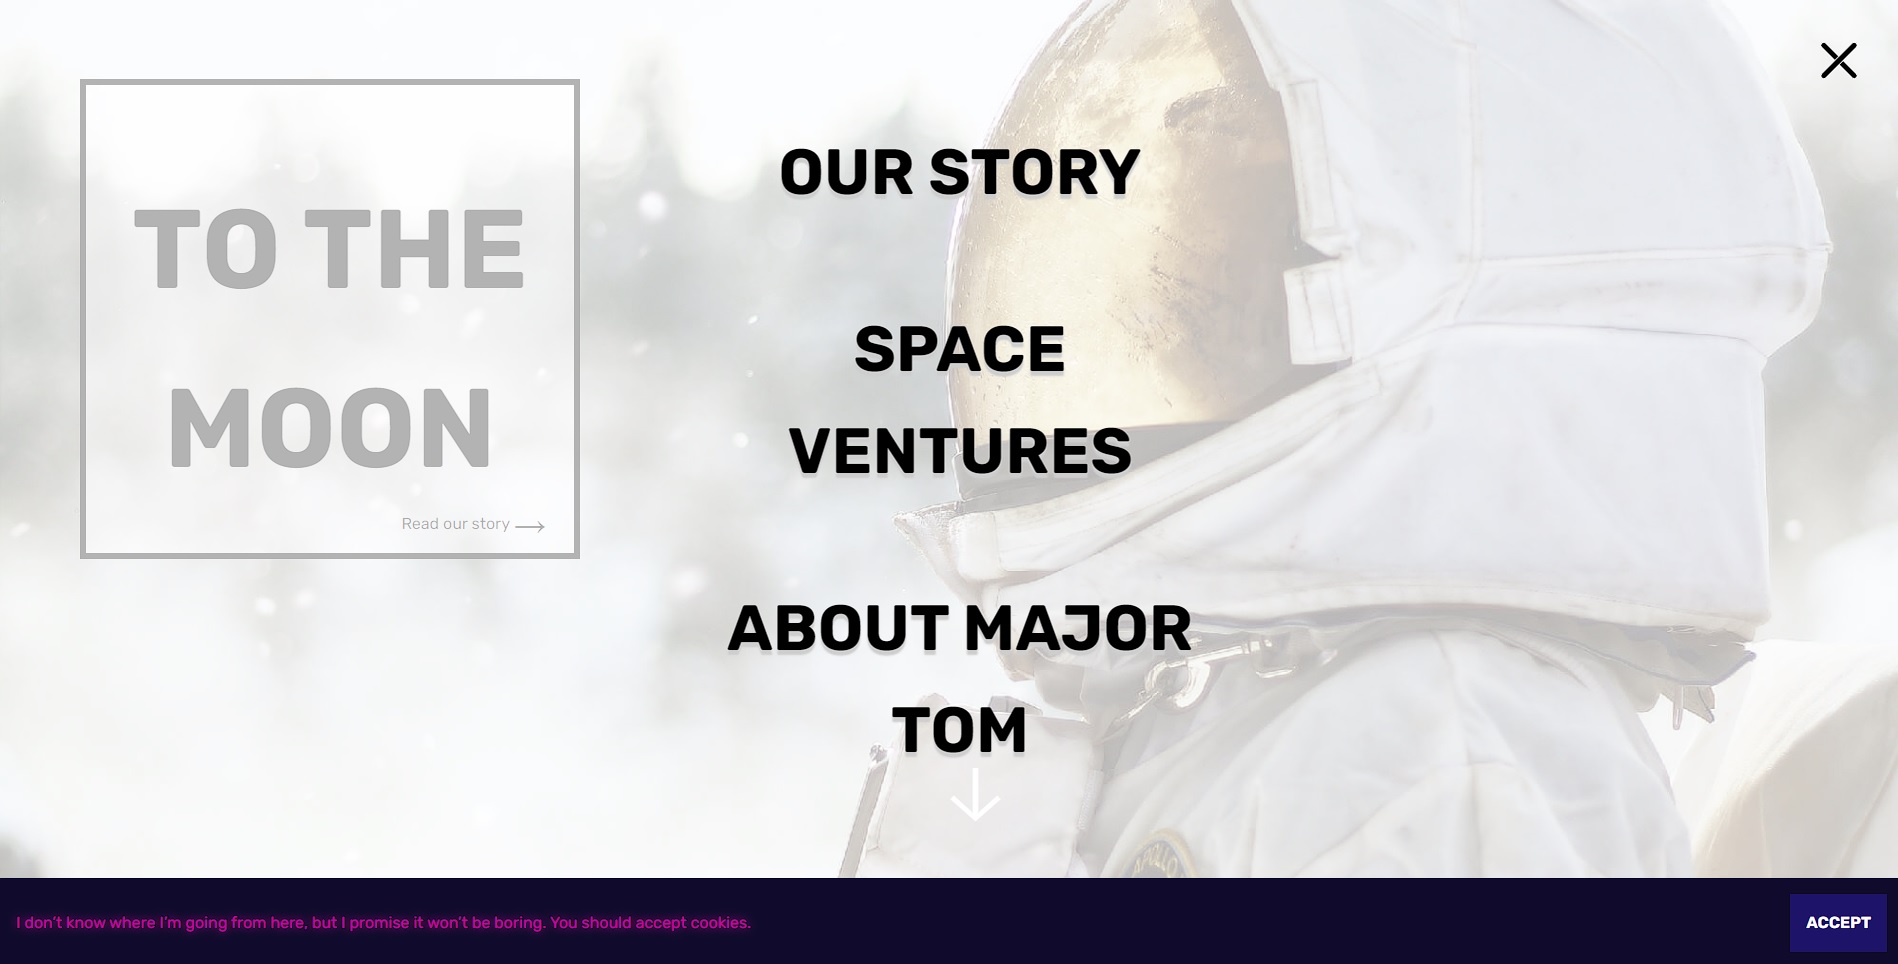 TO THE
MOON
Read our story
OUR STORY
SPACE
VENTURES
ABOUT MAJOR
TOM
APOLLO
I don't know where I'm going from here, but I promise it won't be boring. You should accept cookies.
ACCEPT